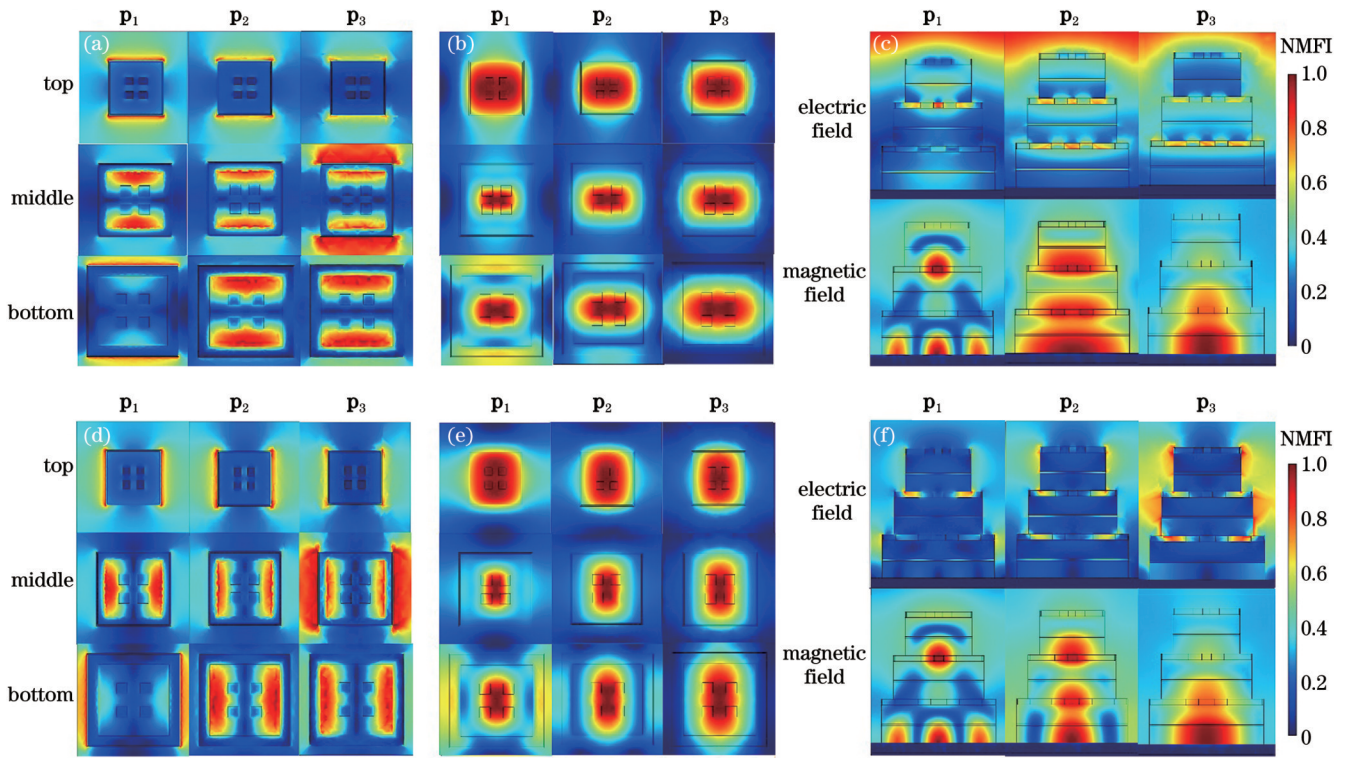 p1 p2 p3 p1 p2 p3 p1 p2 p3
(a) (b) (c) NMFI
top
1.0
electric
field
0.8
middle
0.6
0.4
magnetic
field
bottom
0.2
0
p1 p2 p3 p1 p2 p3 p1 p2 p3
(d) (e) (f) NMFI
top
1.0
electric
field
0.8
middle
0.6
0.4
magnetic
field
bottom
0.2
0